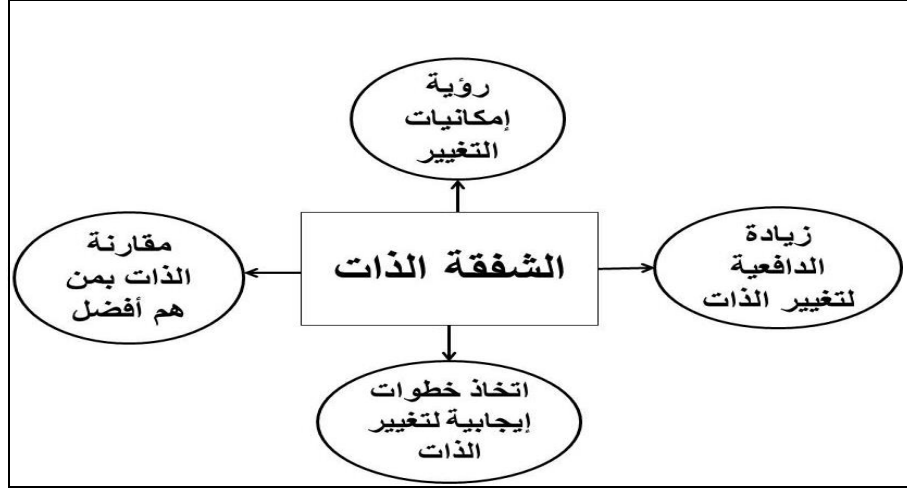 رؤية
إمكانيات
التغيير
زيادة
الدافعية
لتغيير الذات
الشفقة الذات
مقارنة
الذات بمن
هم أفضل
اتخاذ خطوات
إيجابية لتغيير
الذات